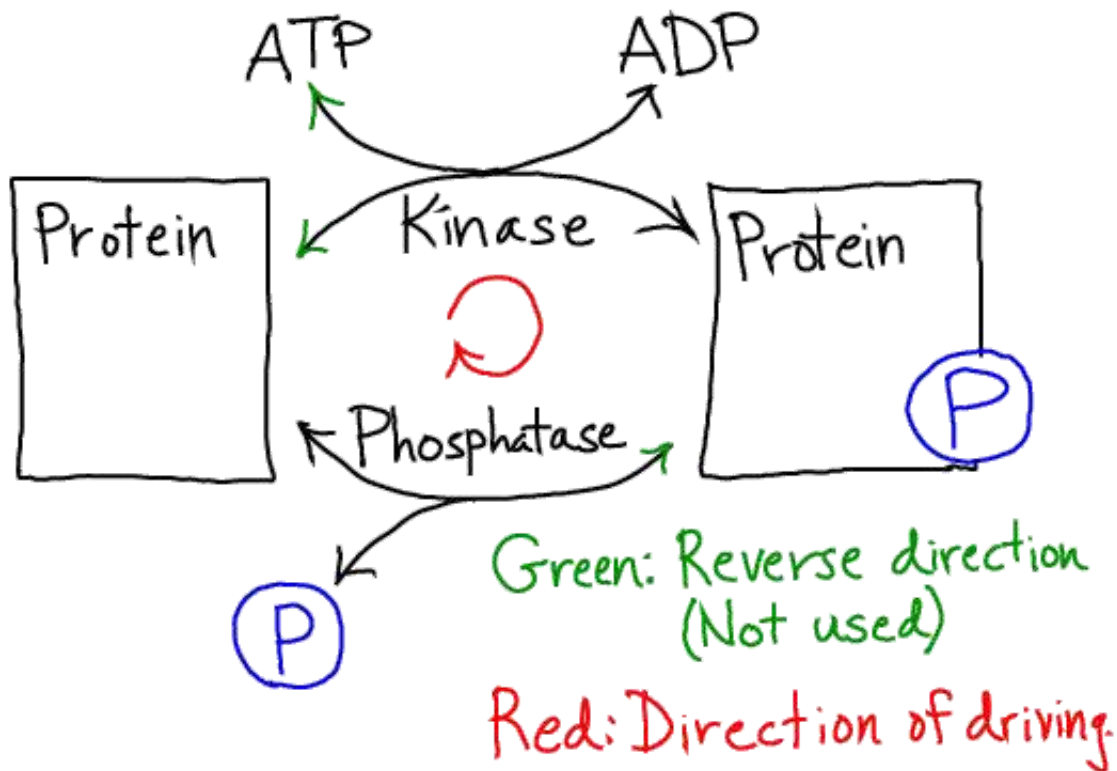 ATP
ADP
Protein
Kinase
Protein
P
Phosphatase
P
Green: Reverse direction
(Not used)
Red: Direction of driving.